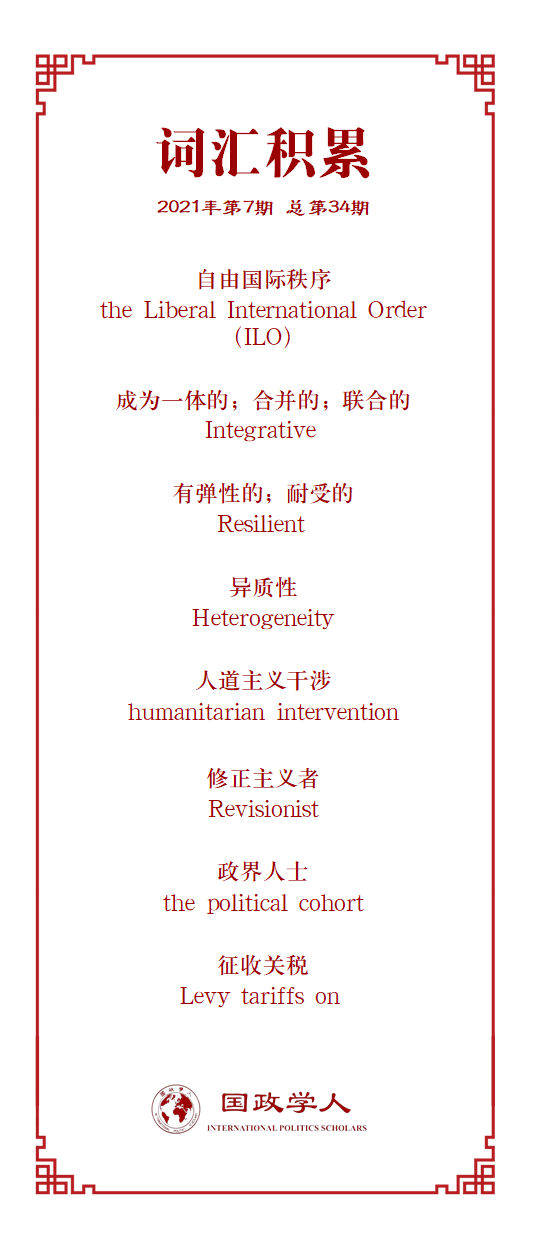 词汇积累
2021年第7期 总第34期
自由国际秩序
the Liberal International Order
(ILO)
成为一体的；合并的；联合的
Integrative
有弹性的；耐受的
Resilient
异质性
Heterogeneity
人道主义干涉
humanitarian intervention
修正主义者
Revisionist
政界人士
the political cohort
征收关税
Levy tariffs on
国政学人
INTERNATIONAL POLITICS SCHOLARS